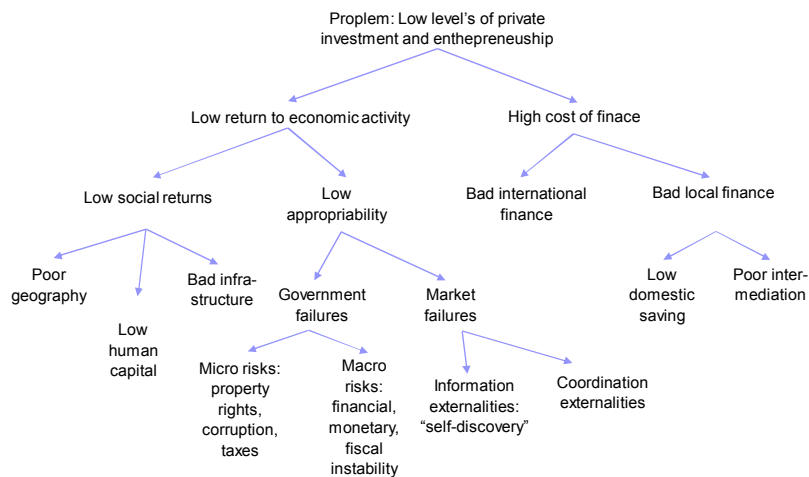 Proplem: Low level's of private
investment and enthepreneuship
Low return to economic activity
High cost of finace
Low social returns
Low
appropriability
Bad international
finance
Bad local finance
Poor
geography
Low
human
capital
Bad infra-
structure
Government
failures
Market
failures
Low
domestic
saving
Poor inter-
mediation
Micro risks:
property
rights,
corruption,
taxes
Macro
risks:
financial,
monetary,
fiscal
instability
Information
externalities:
“self-discovery”
Coordination
externalities